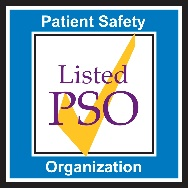 Patient Safety
Listed
PSO
Organization